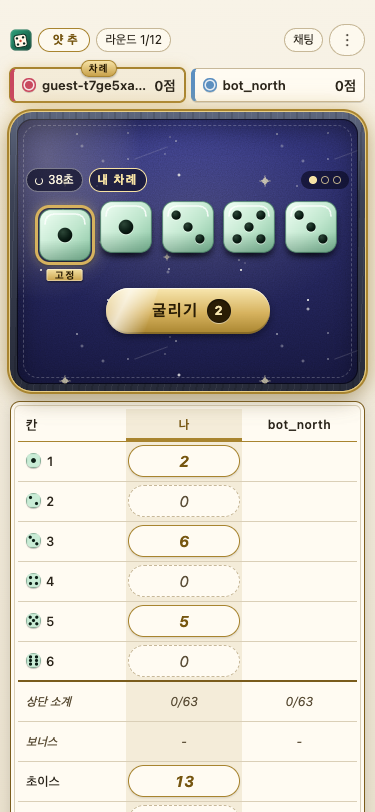 얏 추 라운드 1/12 채팅
차례
guest-t7ge5xa... 0점 bot_north 0점
38초 내 차례
고정
굴리기 2
칸 나 bot_north
1 2
2 0
3 6
4 0
5 5
6 0
상단 소계 0/63 0/63
보너스 - -
초이스 13